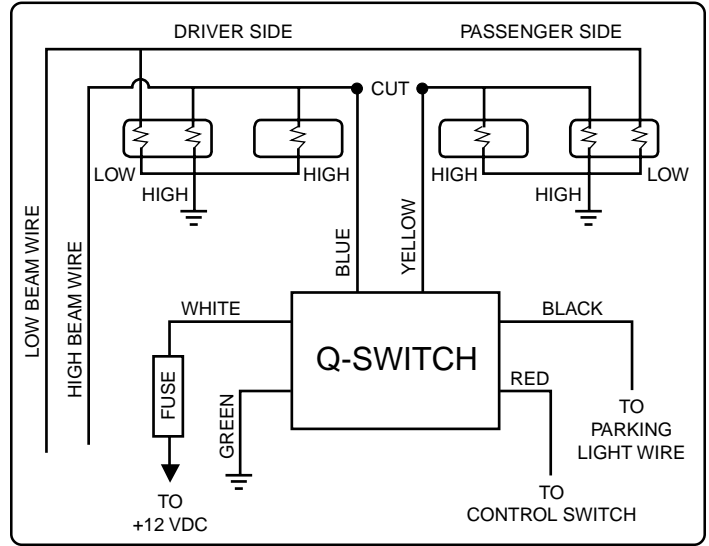 DRIVER SIDE
PASSENGER SIDE
CUT
LOW
HIGH
HIGH
HIGH
HIGH
LOW
LOW BEAM WIRE
HIGH BEAM WIRE
BLUE
YELLOW
WHITE
BLACK
Q-SWITCH
FUSE
GREEN
RED
TO
PARKING
LIGHT WIRE
TO
+12 VDC
TO
CONTROL SWITCH